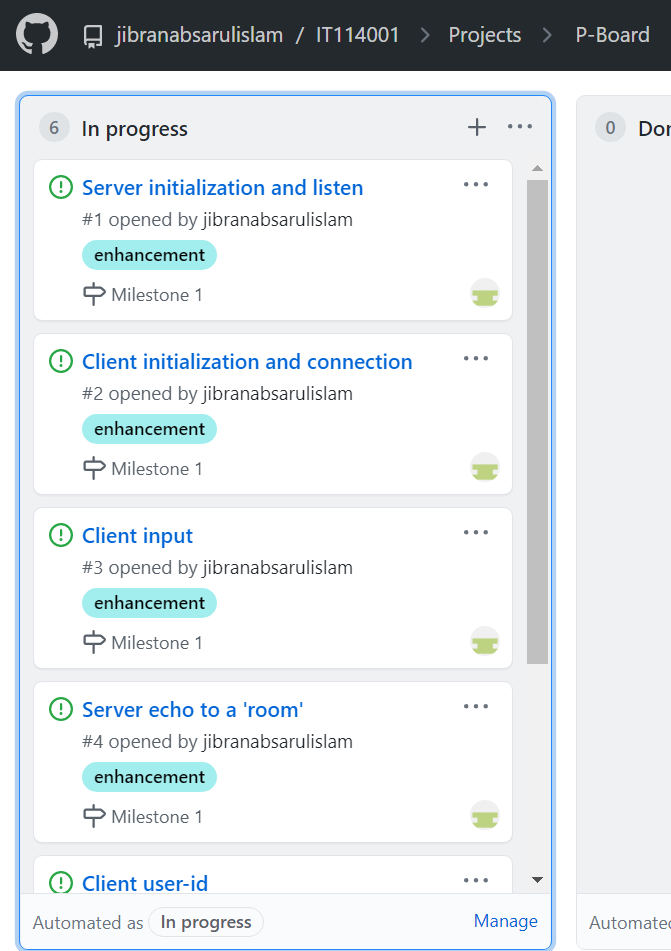 jibranabsarulislam / IT114001 > Projects > P-Board
6 In progress
Server initialization and listen
#1 opened by jibranabsarulislam
enhancement
Milestone 1
Client initialization and connection
#2 opened by jibranabsarulislam
enhancement
Milestone 1
Client input
#3 opened by jibranabsarulislam
enhancement
Milestone 1
Server echo to a 'room'
#4 opened by jibranabsarulislam
enhancement
Milestone 1
Client user-id
Automated as In progress
Manage
0
Automated